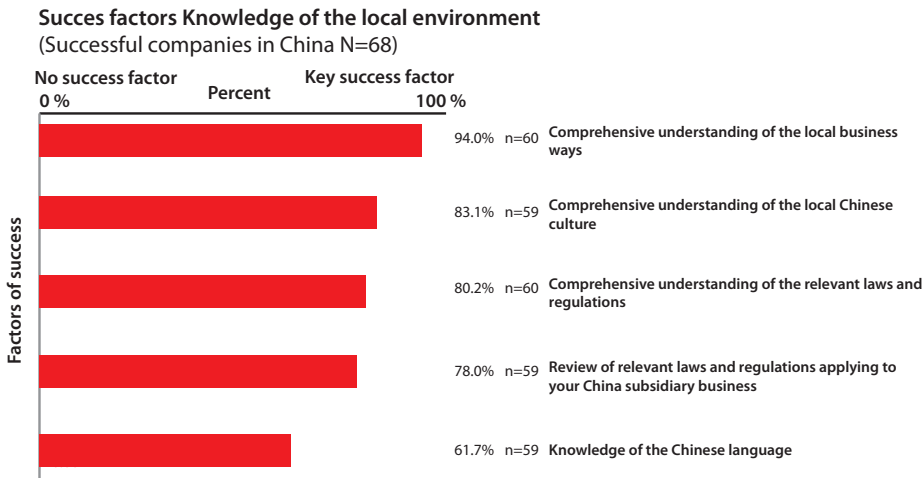 Succes factors Knowledge of the local environment
(Successful companies in China N=68)
No success factor
Key success factor
0 %
Percent
100 %
Factors of success
94.0% n=60 Comprehensive understanding of the local business
ways
83.1% n=59 Comprehensive understanding of the local Chinese
culture
80.2% n=60 Comprehensive understanding of the relevant laws and
regulations
78.0% n=59 Review of relevant laws and regulations applying to
your China subsidiary business
61.7% n=59 Knowledge of the Chinese language